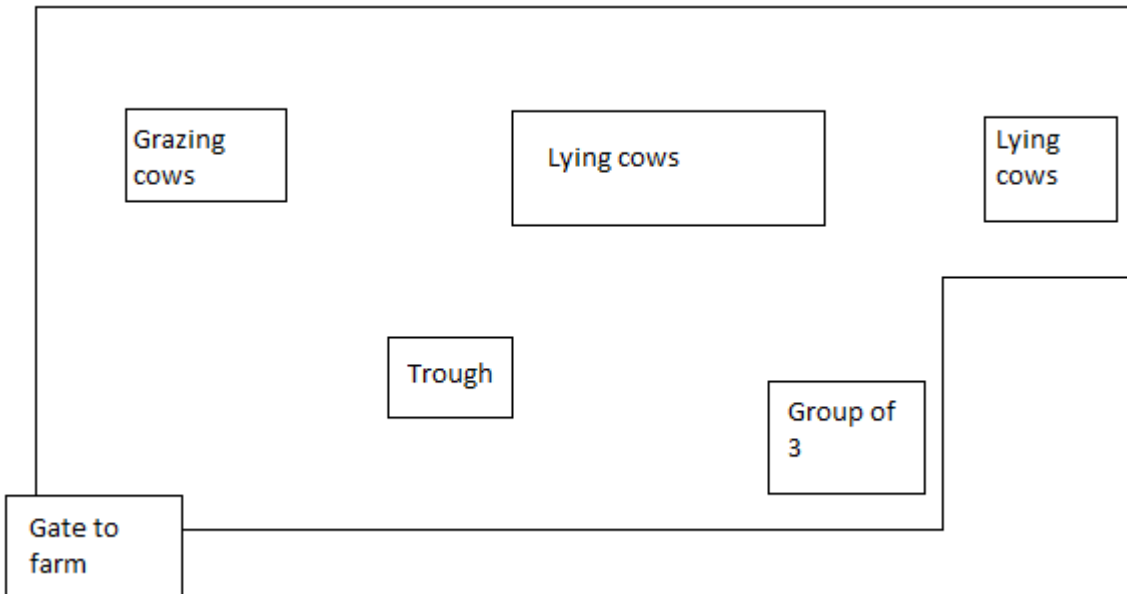 Grazing
cows
Lying cows
Lying
cows
Trough
Group of
3
Gate to
farm